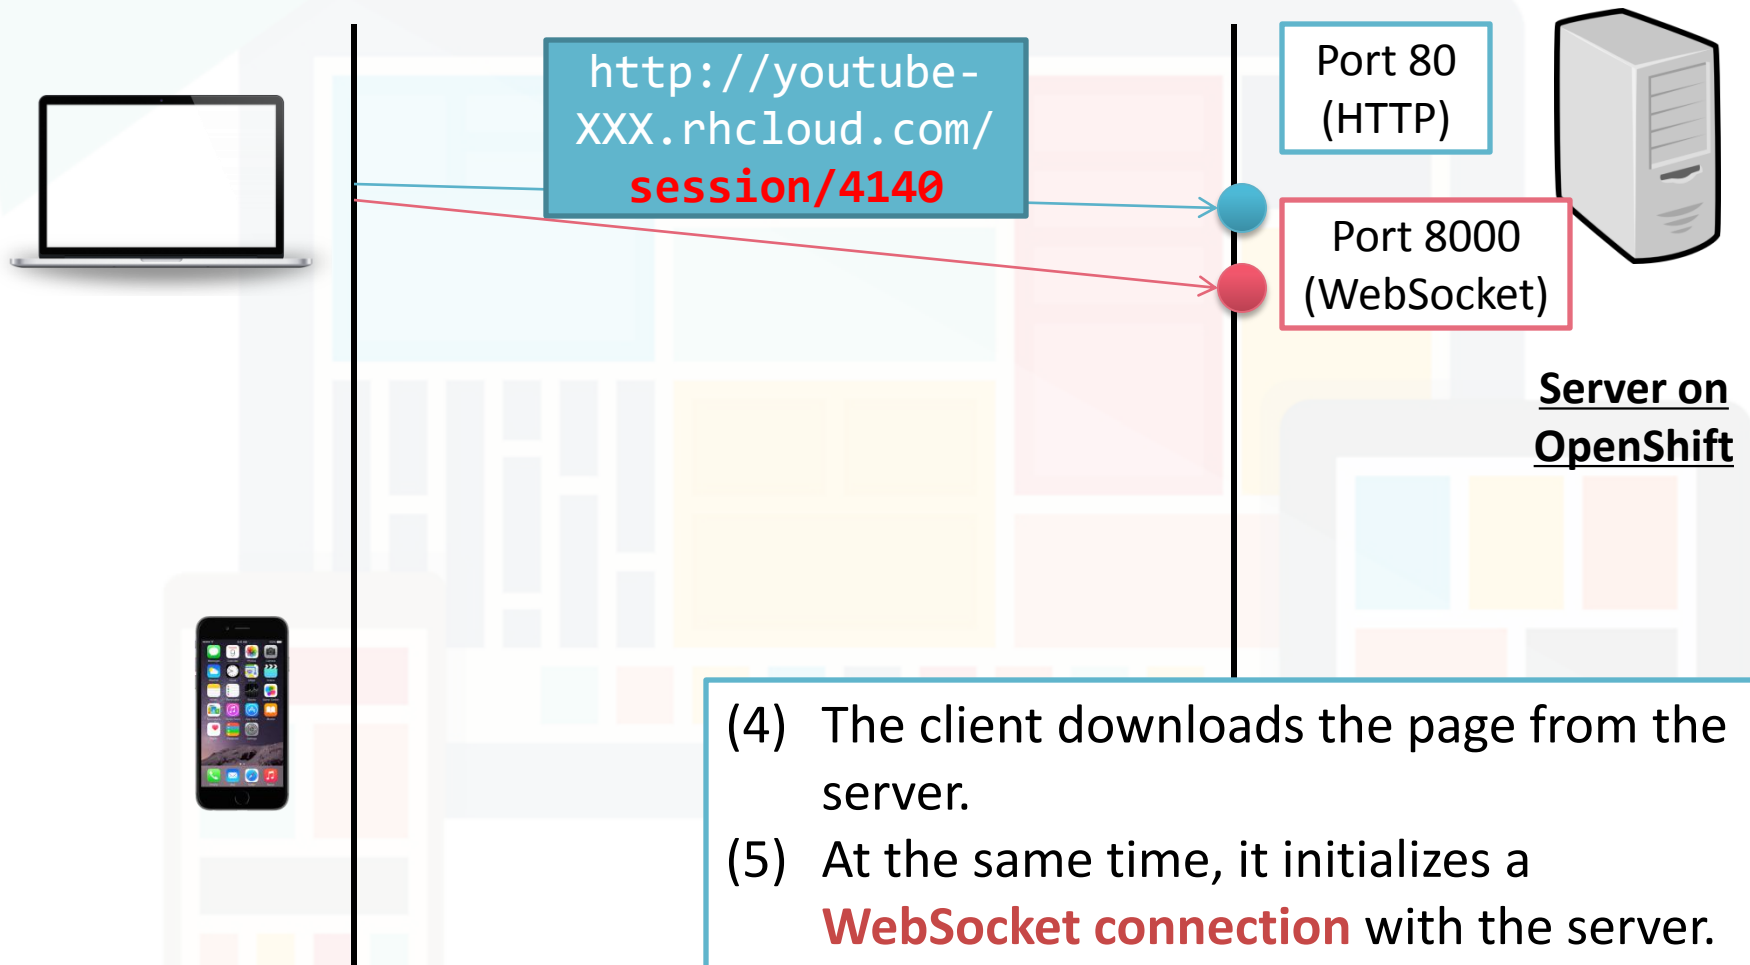 http://youtube-
XXX.rhcloud.com/
session/4140
Port 80
(HTTP)
Port 8000
(WebSocket)
Server on
OpenShift
(4) The client downloads the page from the
server.
(5) At the same time, it initializes a
WebSocket connection with the server.